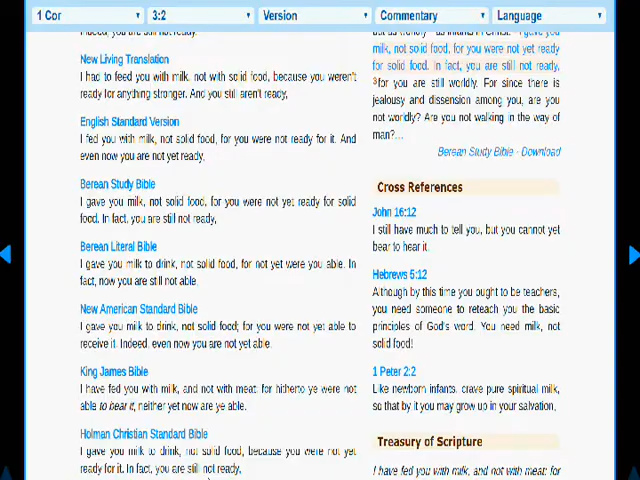 1 Cor 3:2 Version Commentary Language
Indeed, you are still not ready.
New Living Translation
I had to feed you with milk, not with solid food, because you weren't
ready for anything stronger. And you still aren't ready,
English Standard Version
I fed you with milk, not solid food, for you were not ready for it. And
even now you are not yet ready,
Berean Study Bible
I gave you milk, not solid food, for you were not yet ready for solid
food. In fact, you are still not ready,
Berean Literal Bible
I gave you milk to drink, not solid food, for not yet were you able. In
fact, now you are still not able,
New American Standard Bible
I gave you milk to drink, not solid food; for you were not yet able to
receive it. Indeed, even now you are not yet able,
King James Bible
I have fed you with milk, and not with meat: for hitherto ye were not
able to bear it, neither yet now are ye able.
Holman Christian Standard Bible
I gave you milk to drink, not solid food, because you were not yet
ready for it. In fact, you are still not ready,
but as worldly—as infants in Christ. I gave you
milk, not solid food, for you were not yet ready
for solid food. In fact, you are still not ready,
3for you are still worldly. For since there is
jealousy and dissension among you, are you
not worldly? Are you not walking in the way of
man?…
Berean Study Bible - Download
Cross References
John 16:12
I still have much to tell you, but you cannot yet
bear to hear it.
Hebrews 5:12
Although by this time you ought to be teachers,
you need someone to reteach you the basic
principles of God's word. You need milk, not
solid food!
1 Peter 2:2
Like newborn infants, crave pure spiritual milk,
so that by it you may grow up in your salvation,
Treasury of Scripture
I have fed you with milk, and not with meat: for